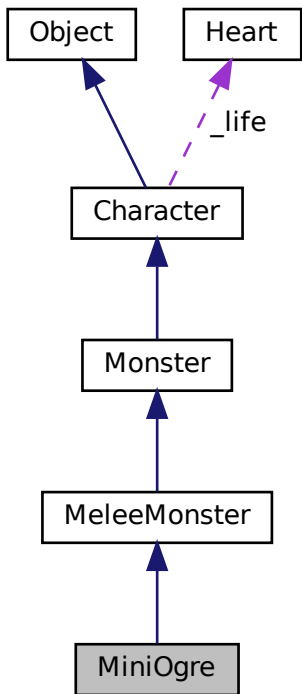 Object
Heart
_life
Character
Monster
MeleeMonster
MiniOgre